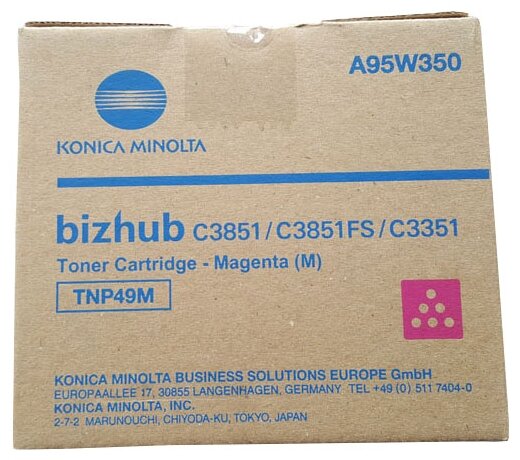 A95W350
KONICA MINOLTA
bizhub C3851/C3851FS/C3351
Toner Cartridge - Magenta (M)
TNP49M
KONICA MINOLTA BUSINESS SOLUTIONS EUROPE GmbH
EUROPAALLEE 17, 30855 LANGENHAGEN, GERMANY TEL +49 (0) 511 7404-0
KONICA MINOLTA, INC.
2-7-2 MARUNOUCHI, CHIYODA-KU, TOKYO, JAPAN